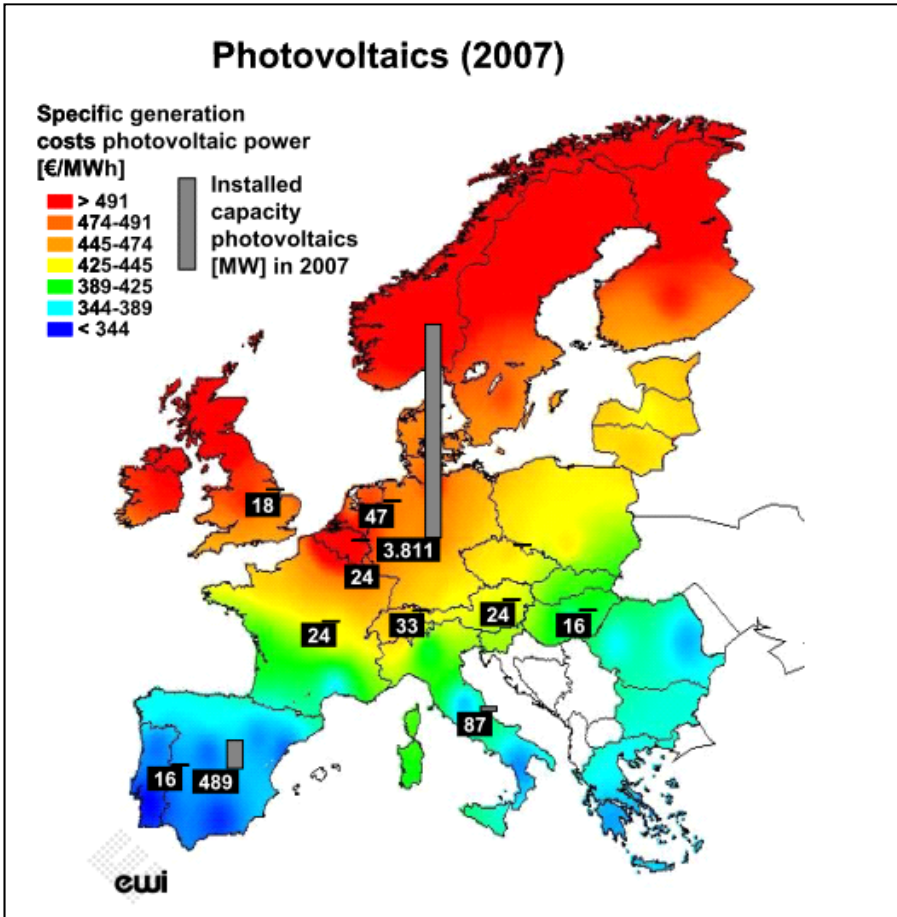 Photovoltaics (2007)
Specific generation
costs photovoltaic power
[€/MWh]
> 491
474-491
445-474
425-445
389-425
344-389
< 344
Installed
capacity
photovoltaics
[MW] in 2007
18
47
3.811
24
24
33
24
16
87
16
489
ewi